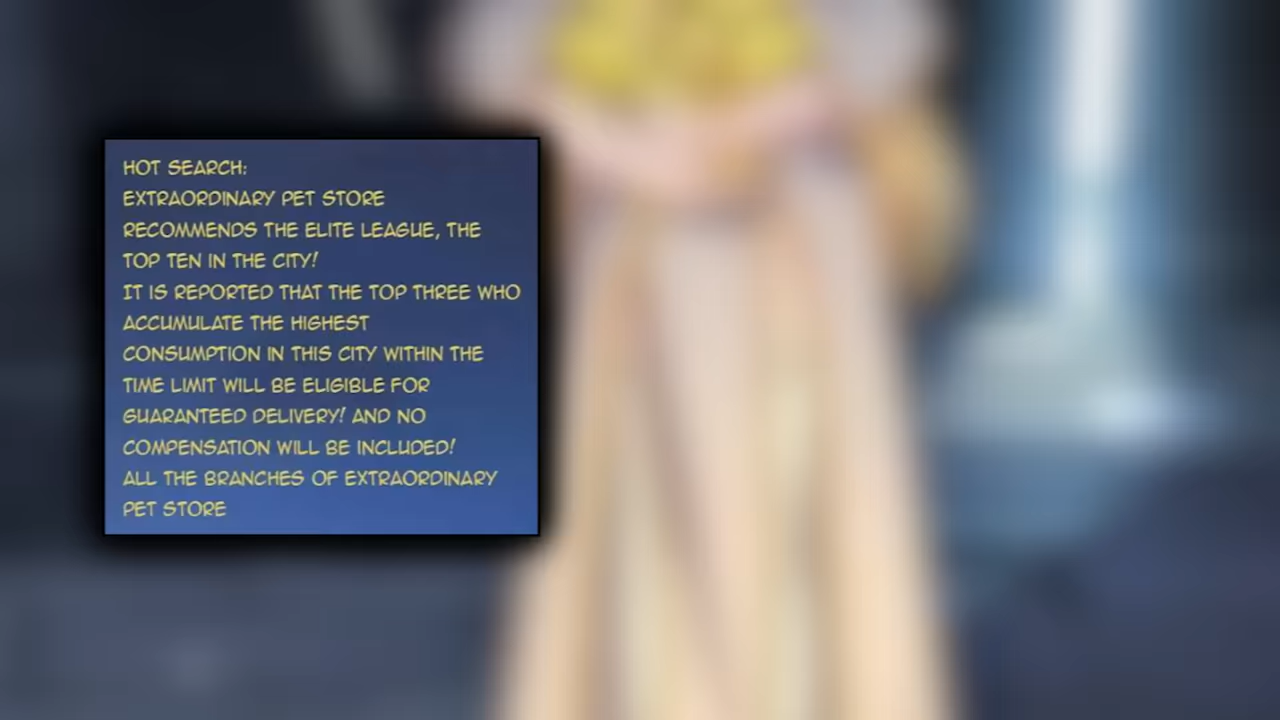 HOT SEARCH:
EXTRAORDINARY PET STORE
RECOMMENDS THE ELITE LEAGUE, THE
TOP TEN IN THE CITY!
IT IS REPORTED THAT THE TOP THREE WHO
ACCUMULATE THE HIGHEST
CONSUMPTION IN THIS CITY WITHIN THE
TIME LIMIT WILL BE ELIGIBLE FOR
GUARANTEED DELIVERY! AND NO
COMPENSATION WILL BE INCLUDED!
ALL THE BRANCHES OF EXTRAORDINARY
PET STORE